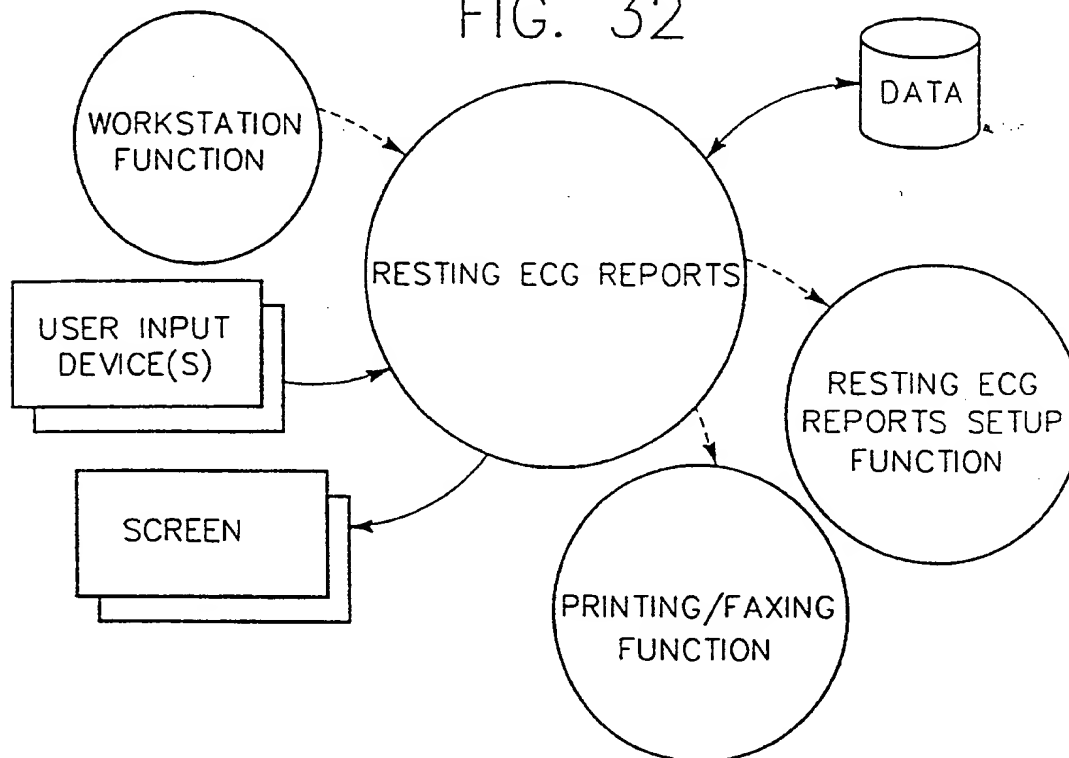 FIG. 32
WORKSTATION
FUNCTION
DATA
RESTING ECG REPORTS
USER INPUT
DEVICE(S)
RESTING ECG
REPORTS SETUP
FUNCTION
SCREEN
PRINTING/FAXING
FUNCTION